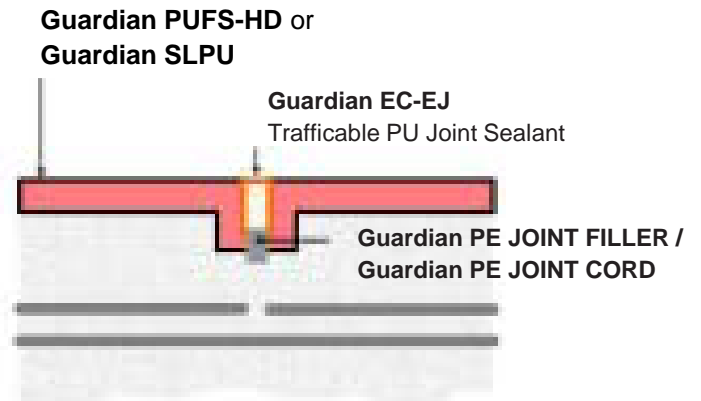 Guardian PUFS-HD or
Guardian SLPU
Guardian EC-EJ
Trafficable PU Joint Sealant
Guardian PE JOINT FILLER /
Guardian PE JOINT CORD